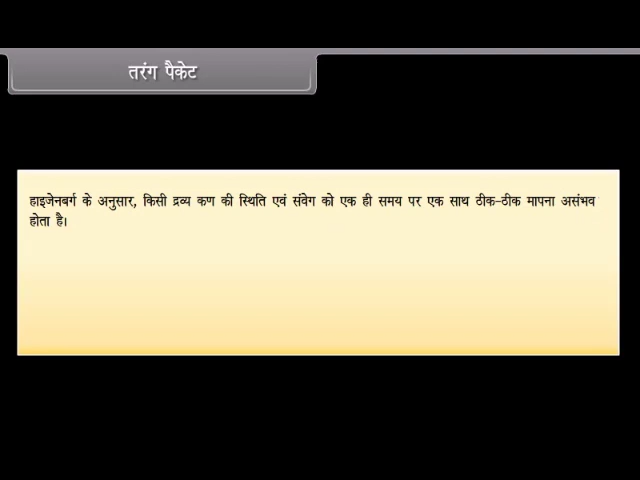 तरंग पैकेट
हाइजेनबर्ग के अनुसार, किसी द्रव्य कण की स्थिति एवं संवेग को एक ही समय पर एक साथ ठीक-ठीक मापना असंभव
होता है।